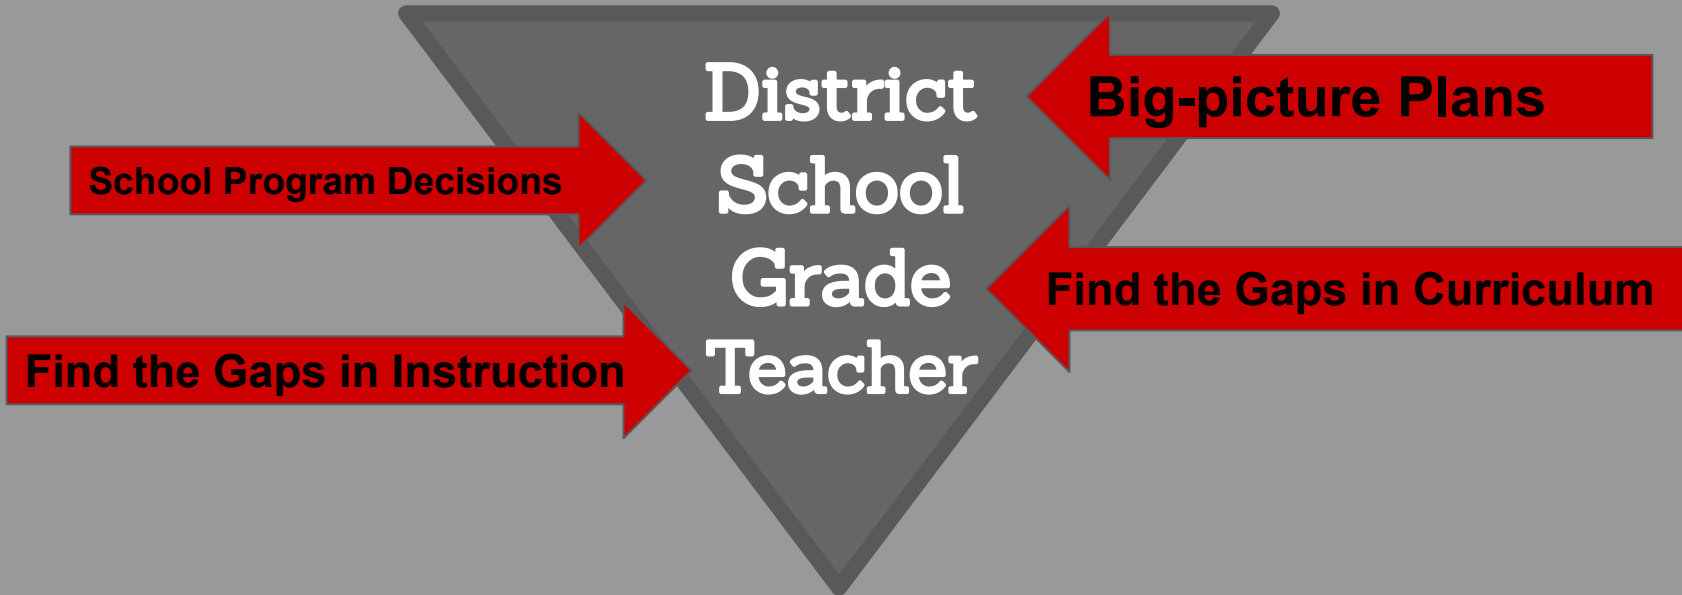 District
Big-picture Plans
School Program Decisions
School
Grade
Find the Gaps in Curriculum
Find the Gaps in Instruction
Teacher